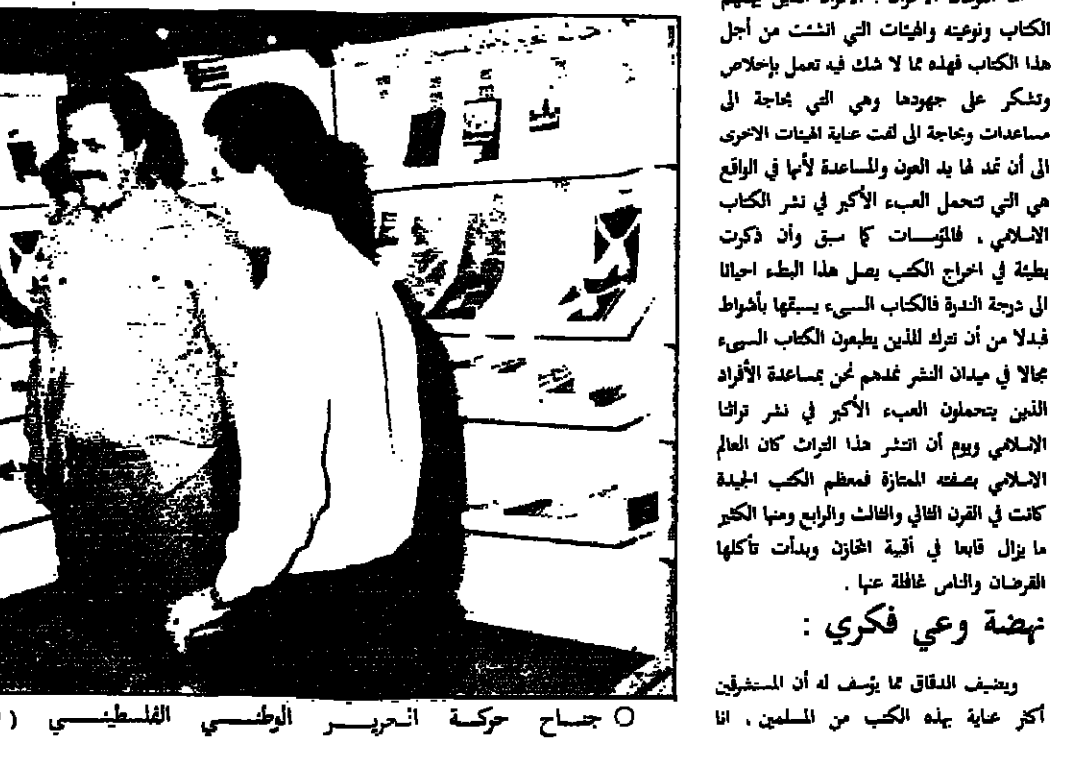 الكتاب ونوعيته والهيئات التي انشئت من أجل
هذا الكتاب فهذه مما لا شك فيه تعمل بإخلاص
وتشكر على جهودها وهي التي بحاجة الى
مساعدات وبحاجة الى لفت عناية الهيئات الاخرى
الى أن تمد لها يد العون والمساعدة لأنها في الواقع
هي التي تتحمل العبء الأكبر في نشر الكتاب
الاسلامي . فالمؤسسات كما سبق وأن ذكرت
بطيئة في اخراج الكتب يصل هذا البطء احيانا
الى درجة الندرة فالكتاب السيء يسبقها بأشواط
فبدلا من أن نترك للذين يطبعون الكتاب السيء
مجالا في ميدان النشر نمدهم نحن بمساعدة الأفراد
الذين يتحملون العبء الأكبر في نشر تراثنا
الاسلامي ويوم أن انتشر هذا التراث كان العالم
الاسلامي بصفته الممتازة فمعظم الكتب الجيدة
كانت في القرن الثاني والثالث والرابع ومنها الكثير
ما يزال قابعا في أقبية المخازن وبدأت تأكلها
القرضان والناس غافلة عنها .
نهضة وعي فكري :
ويضيف الدقاق مما يؤسف له أن المستشرقين
أكثر عناية بهذه الكتب من المسلمين . انا
○ جناح حركة التحرير الوطني الفلسطيني (